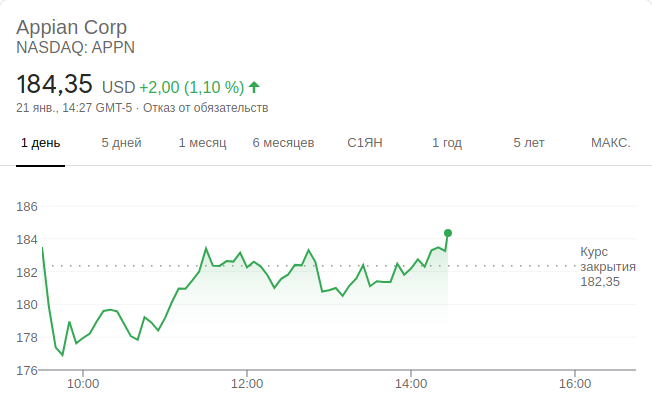 Appian Corp
NASDAQ: APPN
184,35 USD +2,00 (1,10 %)
21 янв., 14:27 GMT-5 · Отказ от обязательств
1 день 5 дней 1 месяц 6 месяцев С1ЯН 1 год 5 лет МАКС.
186
184
182
180
178
176
Курс
закрытия
182,35
10:00 12:00 14:00 16:00